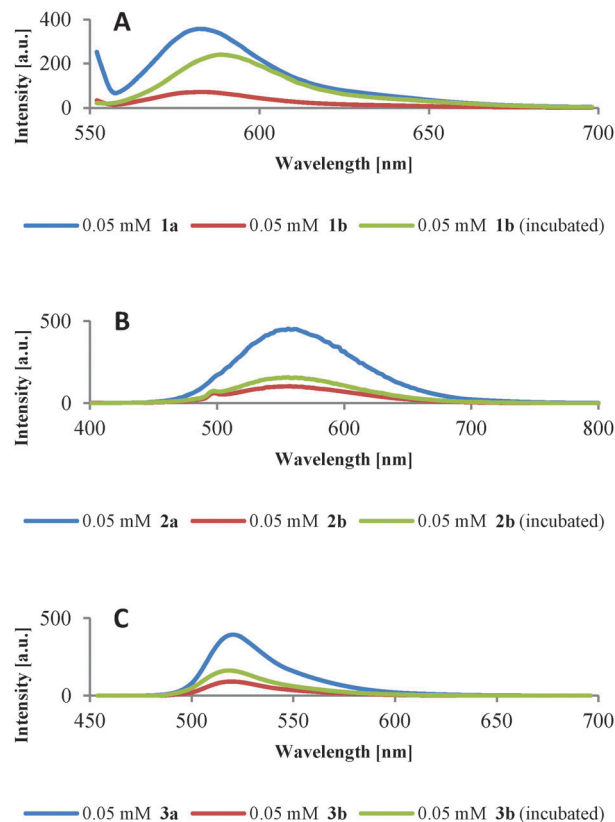 A
Intensity [a.u.]
400
200
0
550 600 650 700
Wavelength [nm]
0.05 mM 1a 0.05 mM 1b 0.05 mM 1b (incubated)
B
Intensity [a.u.]
500
0
400 500 600 700 800
Wavelength [nm]
0.05 mM 2a 0.05 mM 2b 0.05 mM 2b (incubated)
C
Intensity [a.u.]
500
0
450 500 550 600 650 700
Wavelength [nm]
0.05 mM 3a 0.05 mM 3b 0.05 mM 3b (incubated)